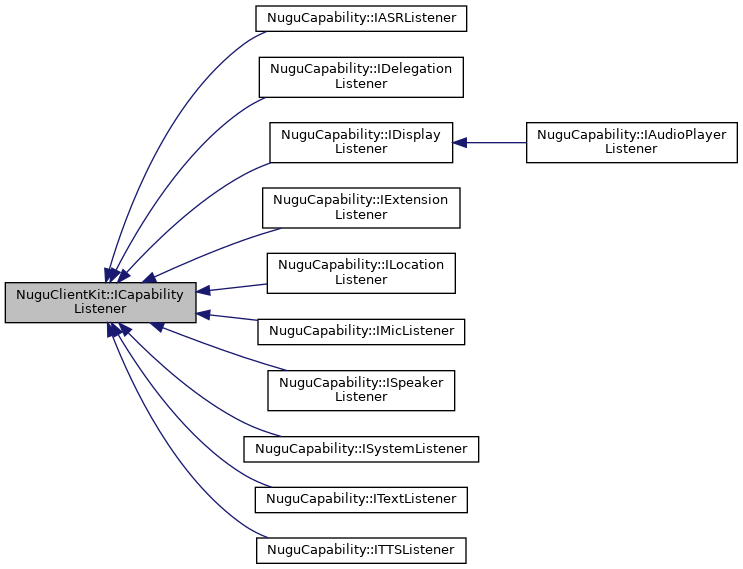 NuguCapability::IASRListener
NuguCapability::IDelegation
Listener
NuguCapability::IDisplay
Listener
NuguCapability::IAudioPlayer
Listener
NuguCapability::IExtension
Listener
NuguCapability::ILocation
Listener
NuguClientKit::ICapability
Listener
NuguCapability::IMicListener
NuguCapability::ISpeaker
Listener
NuguCapability::ISystemListener
NuguCapability::ITextListener
NuguCapability::ITTSListener